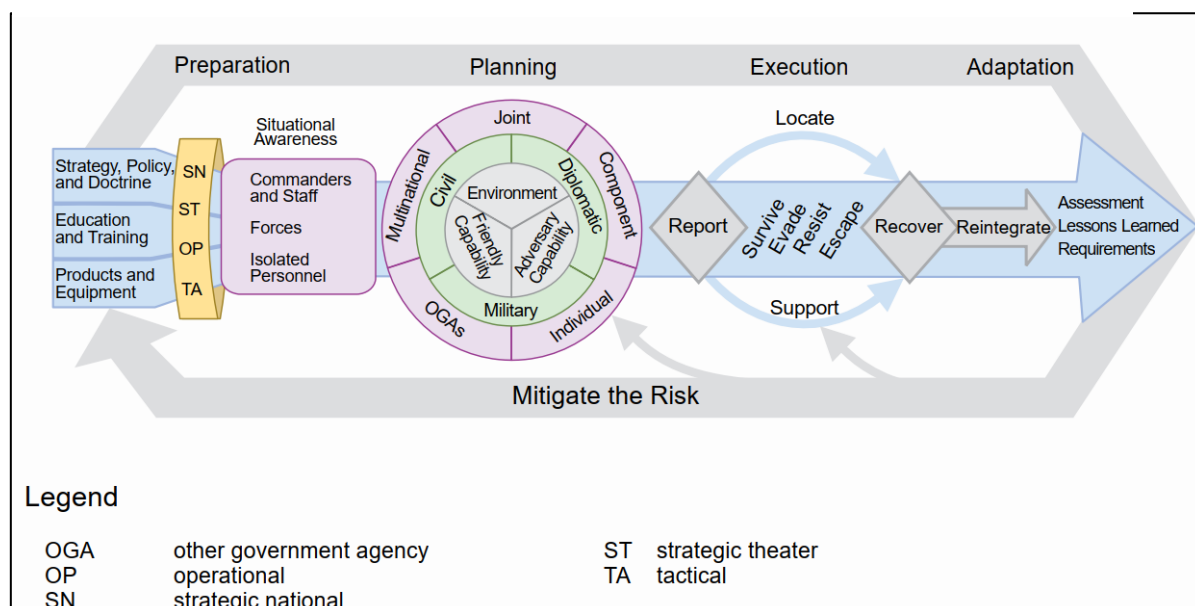 Preparation
Planning
Execution
Adaptation
Situational
Awareness
Strategy, Policy,
and Doctrine
Education
and Training
Products and
Equipment
SN
ST
OP
TA
Commanders
and Staff
Forces
Isolated
Personnel
Joint
Multinational
Component
OGAs
Individual
Civil
Diplomatic
Military
Environment
Friendly
Capability
Adversary
Capability
Report
Locate
Survive
Evade
Resist
Escape
Support
Recover
Reintegrate
Assessment
Lessons Learned
Requirements
Mitigate the Risk
Legend
OGA other government agency
OP operational
SN strategic national
ST strategic theater
TA tactical